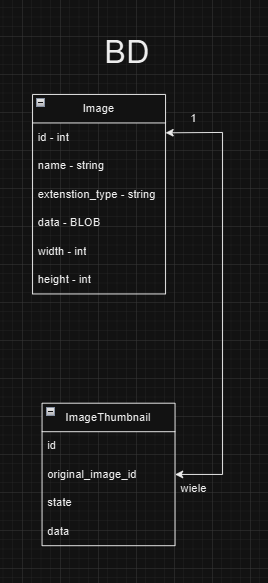 BD
Image
id - int
1
name - string
extenstion_type - string
data - BLOB
width - int
height - int
ImageThumbnail
id
original_image_id
wiele
state
data